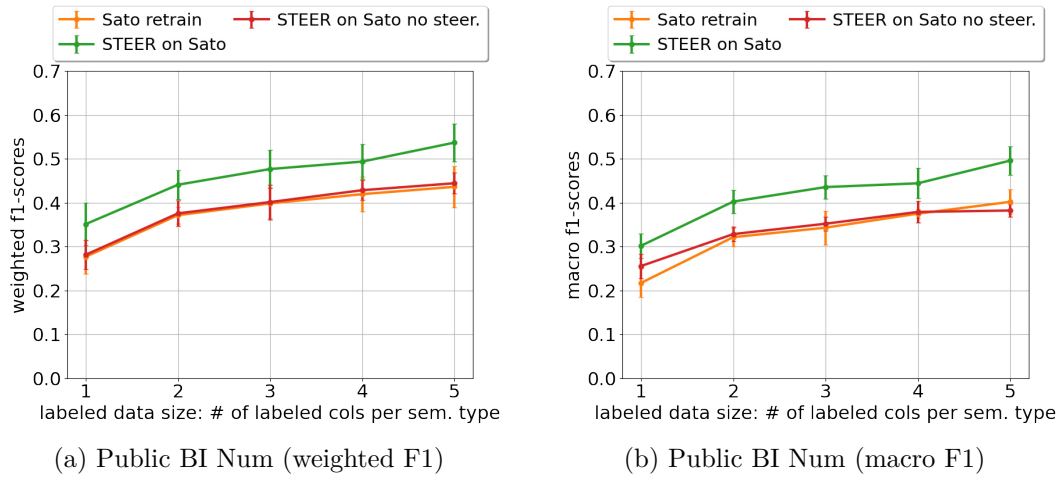 Sato retrain
STEER on Sato no steer.
STEER on Sato
0.7
0.6
0.5
0.4
0.3
0.2
0.1
0.0
weighted f1-scores
1 2 3 4 5
labeled data size: # of labeled cols per sem. type
(a) Public BI Num (weighted F1)
Sato retrain
STEER on Sato no steer.
STEER on Sato
0.7
0.6
0.5
0.4
0.3
0.2
0.1
0.0
macro f1-scores
1 2 3 4 5
labeled data size: # of labeled cols per sem. type
(b) Public BI Num (macro F1)